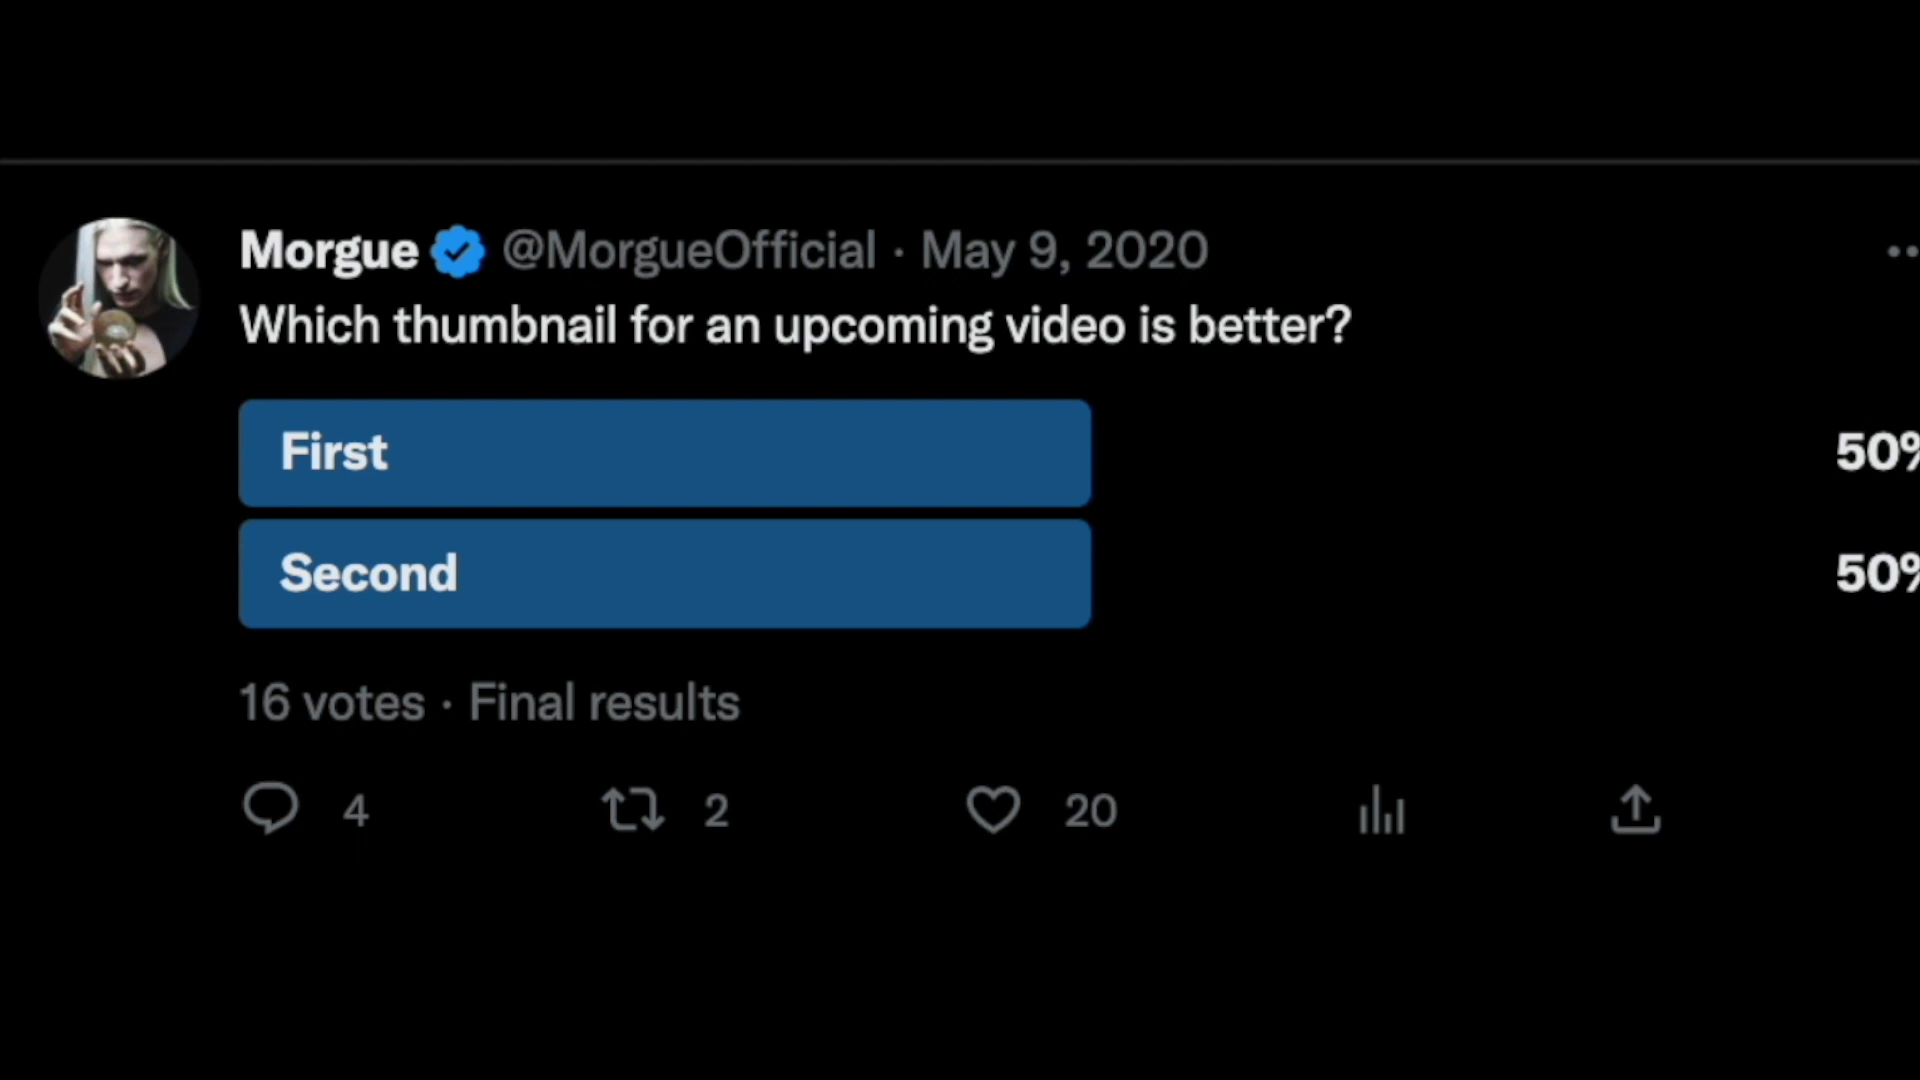 Morgue @MorgueOfficial · May 9, 2020
Which thumbnail for an upcoming video is better?
First 50%
Second 50%
16 votes · Final results
4 2 20